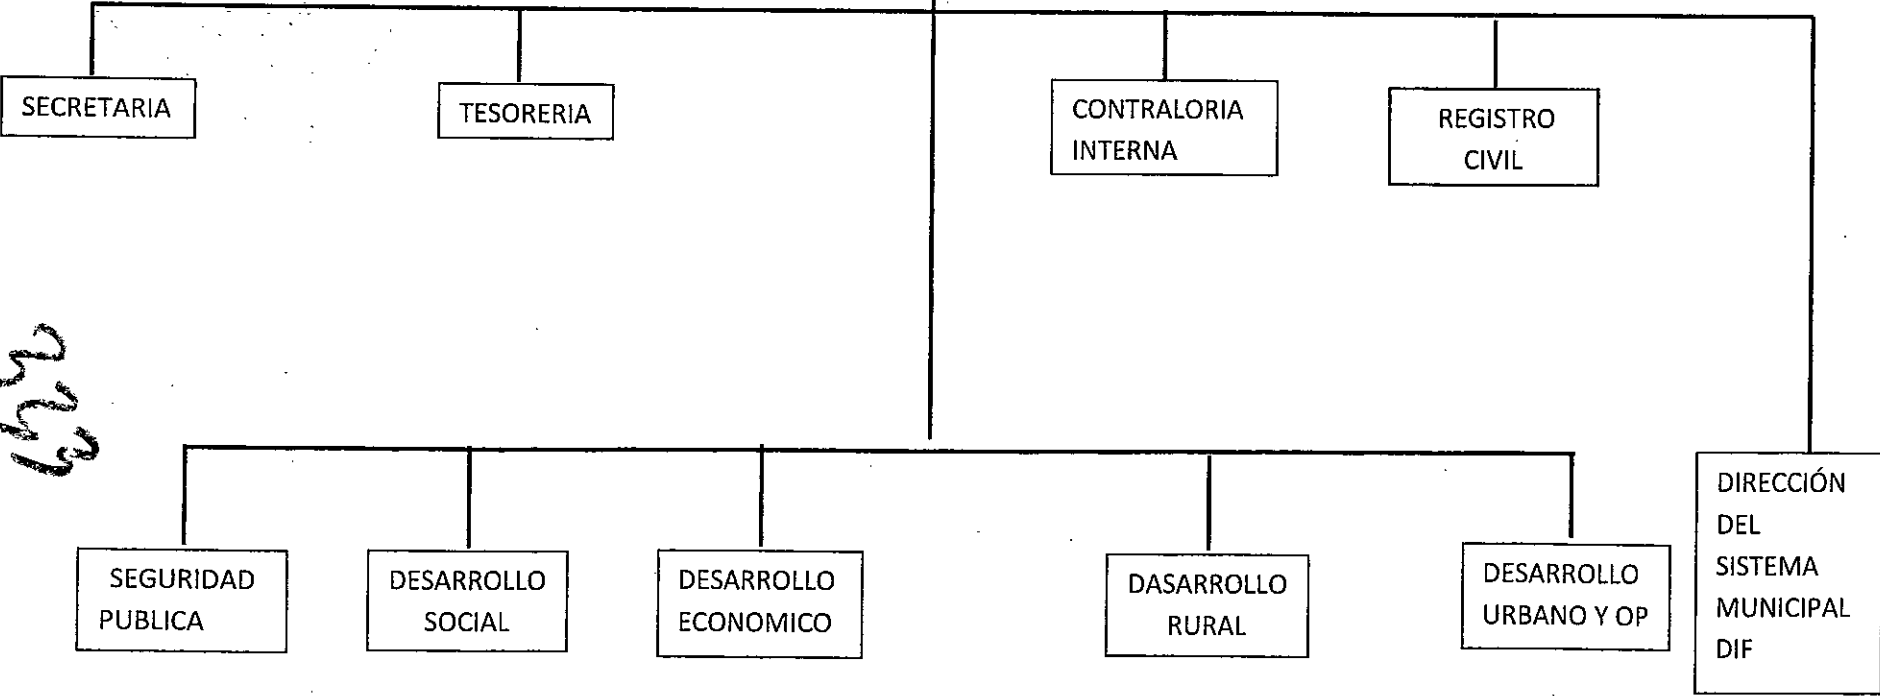 SECRETARIA
TESORERIA
CONTRALORIA
INTERNA
REGISTRO
CIVIL
SEGURIDAD
PUBLICA
DESARROLLO
SOCIAL
DESARROLLO
ECONOMICO
DASARROLLO
RURAL
DESARROLLO
URBANO Y OP
DIRECCIÓN
DEL
SISTEMA
MUNICIPAL
DIF